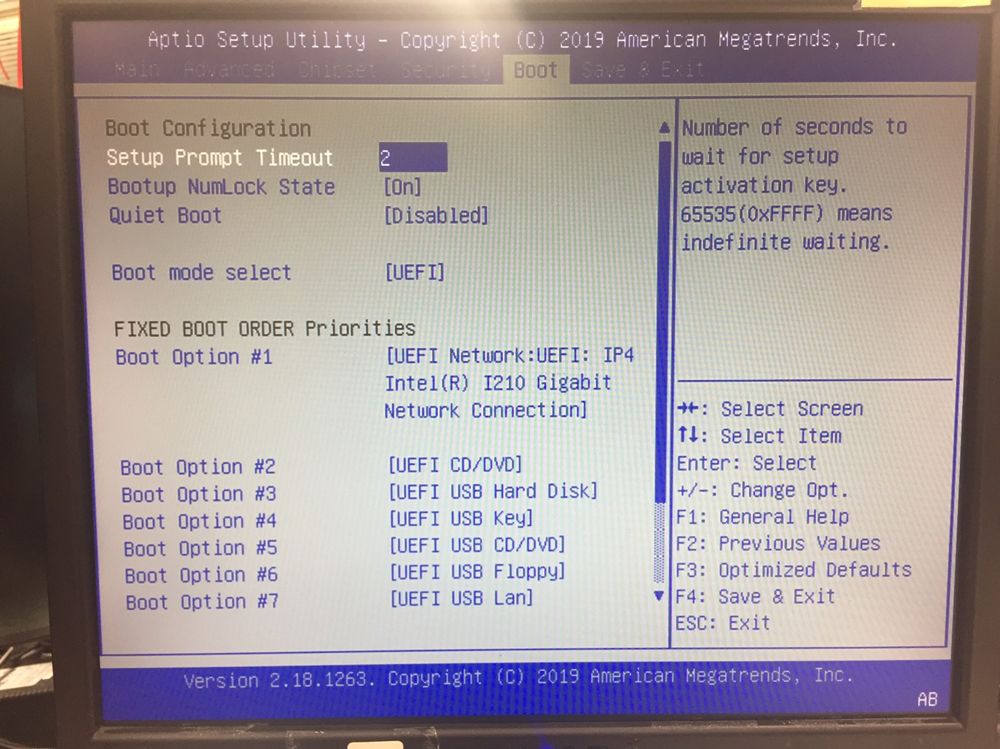 Aptio Setup Utility - Copyright (C) 2019 American Megatrends, Inc.
Main Advanced Chipset Security Boot Save & Exit
Boot Configuration
Setup Prompt Timeout 2
Bootup NumLock State [On]
Quiet Boot [Disabled]
Boot mode select [UEFI]
FIXED BOOT ORDER Priorities
Boot Option #1 [UEFI Network:UEFI: IP4
Intel(R) I210 Gigabit
Network Connection]
Boot Option #2 [UEFI CD/DVD]
Boot Option #3 [UEFI USB Hard Disk]
Boot Option #4 [UEFI USB Key]
Boot Option #5 [UEFI USB CD/DVD]
Boot Option #6 [UEFI USB Floppy]
Boot Option #7 [UEFI USB Lan]
Number of seconds to
wait for setup
activation key.
65535(0xFFFF) means
indefinite waiting.
→←: Select Screen
↑↓: Select Item
Enter: Select
+/-: Change Opt.
F1: General Help
F2: Previous Values
F3: Optimized Defaults
F4: Save & Exit
ESC: Exit
Version 2.18.1263. Copyright (C) 2019 American Megatrends, Inc.
AB